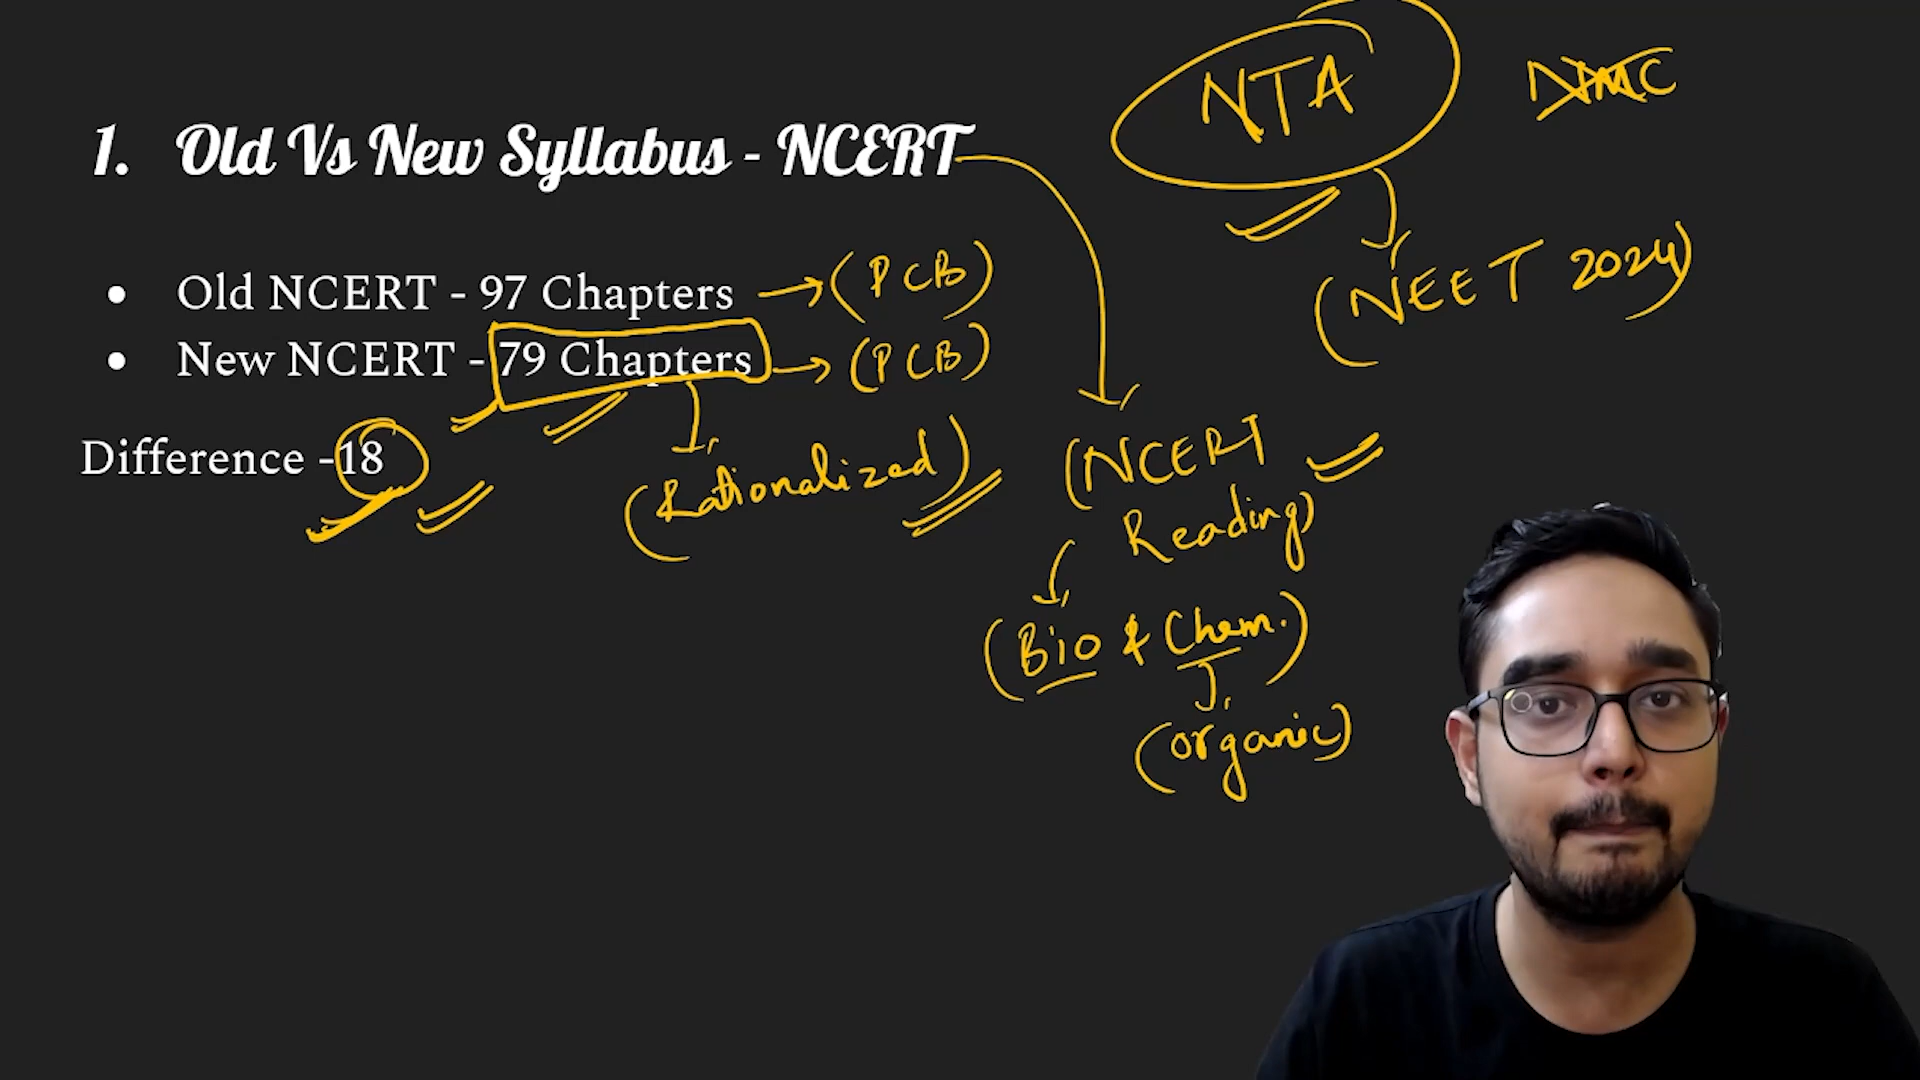 NTA
NMC
1. Old Vs New Syllabus - NCERT
(NEET 2024)
• Old NCERT - 97 Chapters → (PCB)
• New NCERT - 79 Chapters → (PCB)
Difference -18
(Rationalized)
(NCERT
Reading)
(Bio & Chem.)
(organic)